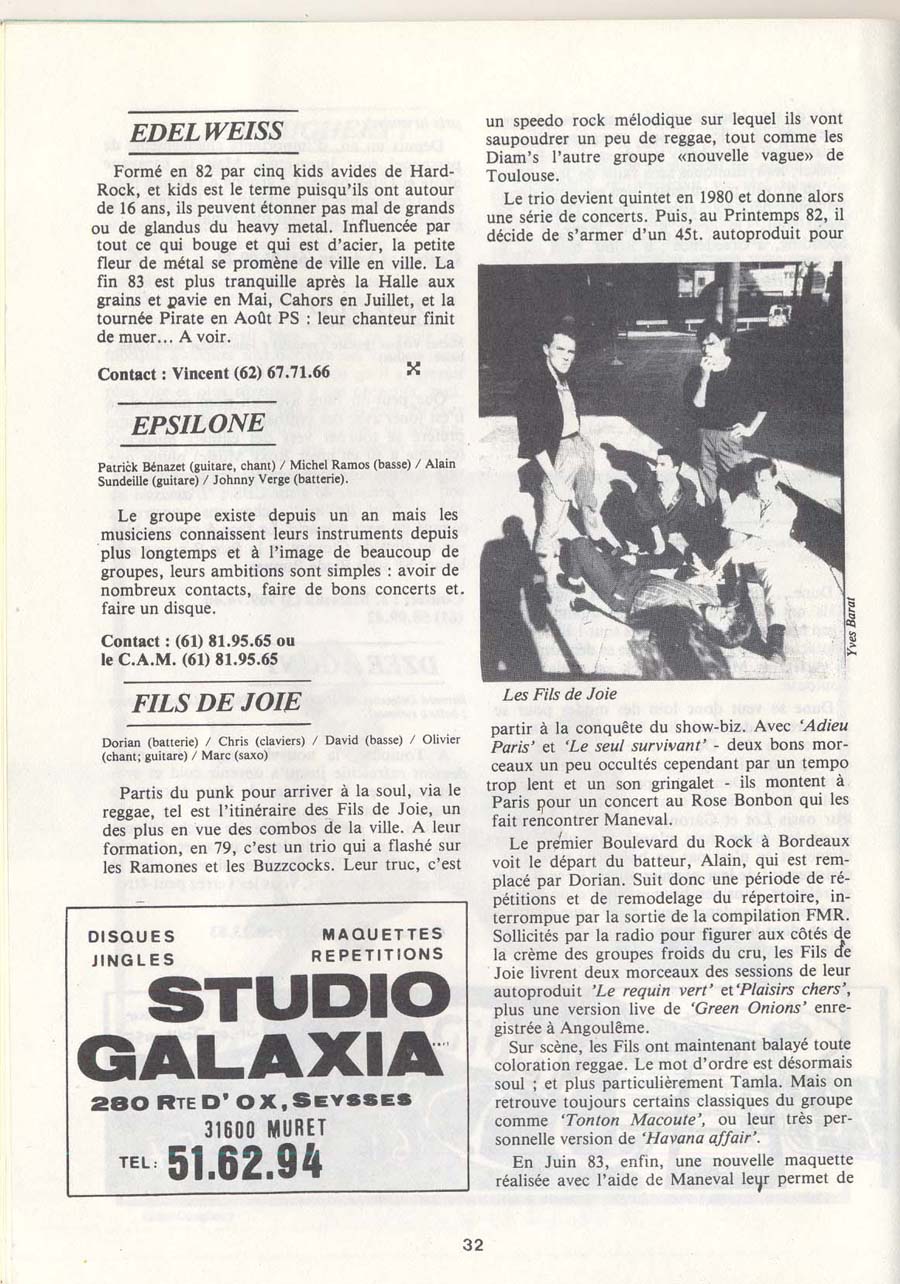 EDELWEISS
Formé en 82 par cinq kids avides de Hard-
Rock, et kids est le terme puisqu'ils ont autour
de 16 ans, ils peuvent étonner pas mal de grands
ou de glandus du heavy metal. Influencée par
tout ce qui bouge et qui est d'acier, la petite
fleur de métal se promène de ville en ville. La
fin 83 est plus tranquille après la Halle aux
grains et pavie en Mai, Cahors en Juillet, et la
tournée Pirate en Août PS : leur chanteur finit
de muer... A voir.
Contact : Vincent (62) 67.71.66
EPSILONE
Patrick Bénazet (guitare, chant) / Michel Ramos (basse) / Alain
Sundeille (guitare) / Johnny Verge (batterie).
Le groupe existe depuis un an mais les
musiciens connaissent leurs instruments depuis
plus longtemps et à l'image de beaucoup de
groupes, leurs ambitions sont simples : avoir de
nombreux contacts, faire de bons concerts et.
faire un disque.
Contact : (61) 81.95.65 ou
le C.A.M. (61) 81.95.65
FILS DE JOIE
Dorian (batterie) / Chris (claviers) / David (basse) / Olivier
(chant; guitare) / Marc (saxo)
Partis du punk pour arriver à la soul, via le
reggae, tel est l'itinéraire des Fils de Joie, un
des plus en vue des combos de la ville. A leur
formation, en 79, c'est un trio qui a flashé sur
les Ramones et les Buzzcocks. Leur truc, c'est
DISQUES MAQUETTES
JINGLES REPETITIONS
STUDIO
GALAXIA
280 RTE D' OX, SEYSSES
31600 MURET
TEL: 51.62.94
un speedo rock mélodique sur lequel ils vont
saupoudrer un peu de reggae, tout comme les
Diam's l'autre groupe «nouvelle vague» de
Toulouse.
Le trio devient quintet en 1980 et donne alors
une série de concerts. Puis, au Printemps 82, il
décide de s'armer d'un 45t. autoproduit pour
Yves Barat
Les Fils de Joie
partir à la conquête du show-biz. Avec 'Adieu
Paris' et 'Le seul survivant' - deux bons mor-
ceaux un peu occultés cependant par un tempo
trop lent et un son gringalet - ils montent à
Paris pour un concert au Rose Bonbon qui les
fait rencontrer Maneval.
Le premier Boulevard du Rock à Bordeaux
voit le départ du batteur, Alain, qui est rem-
placé par Dorian. Suit donc une période de ré-
pétitions et de remodelage du répertoire, in-
terrompue par la sortie de la compilation FMR.
Sollicités par la radio pour figurer aux côtés de
la crème des groupes froids du cru, les Fils de
Joie livrent deux morceaux des sessions de leur
autoproduit 'Le requin vert' et 'Plaisirs chers',
plus une version live de 'Green Onions' enre-
gistrée à Angoulême.
Sur scène, les Fils ont maintenant balayé toute
coloration reggae. Le mot d'ordre est désormais
soul ; et plus particulièrement Tamla. Mais on
retrouve toujours certains classiques du groupe
comme 'Tonton Macoute', ou leur très per-
sonnelle version de 'Havana affair'.
En Juin 83, enfin, une nouvelle maquette
réalisée avec l'aide de Maneval leur permet de
32